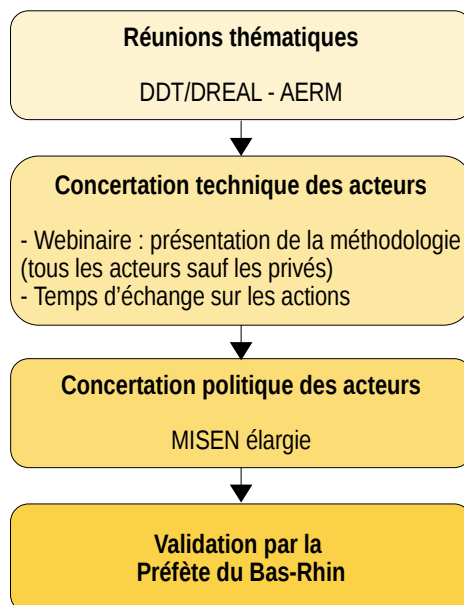 Réunions thématiques
DDT/DREAL - AERM
Concertation technique des acteurs
- Webinaire : présentation de la méthodologie
(tous les acteurs sauf les privés)
- Temps d'échange sur les actions
Concertation politique des acteurs
MISEN élargie
Validation par la
Préfète du Bas-Rhin